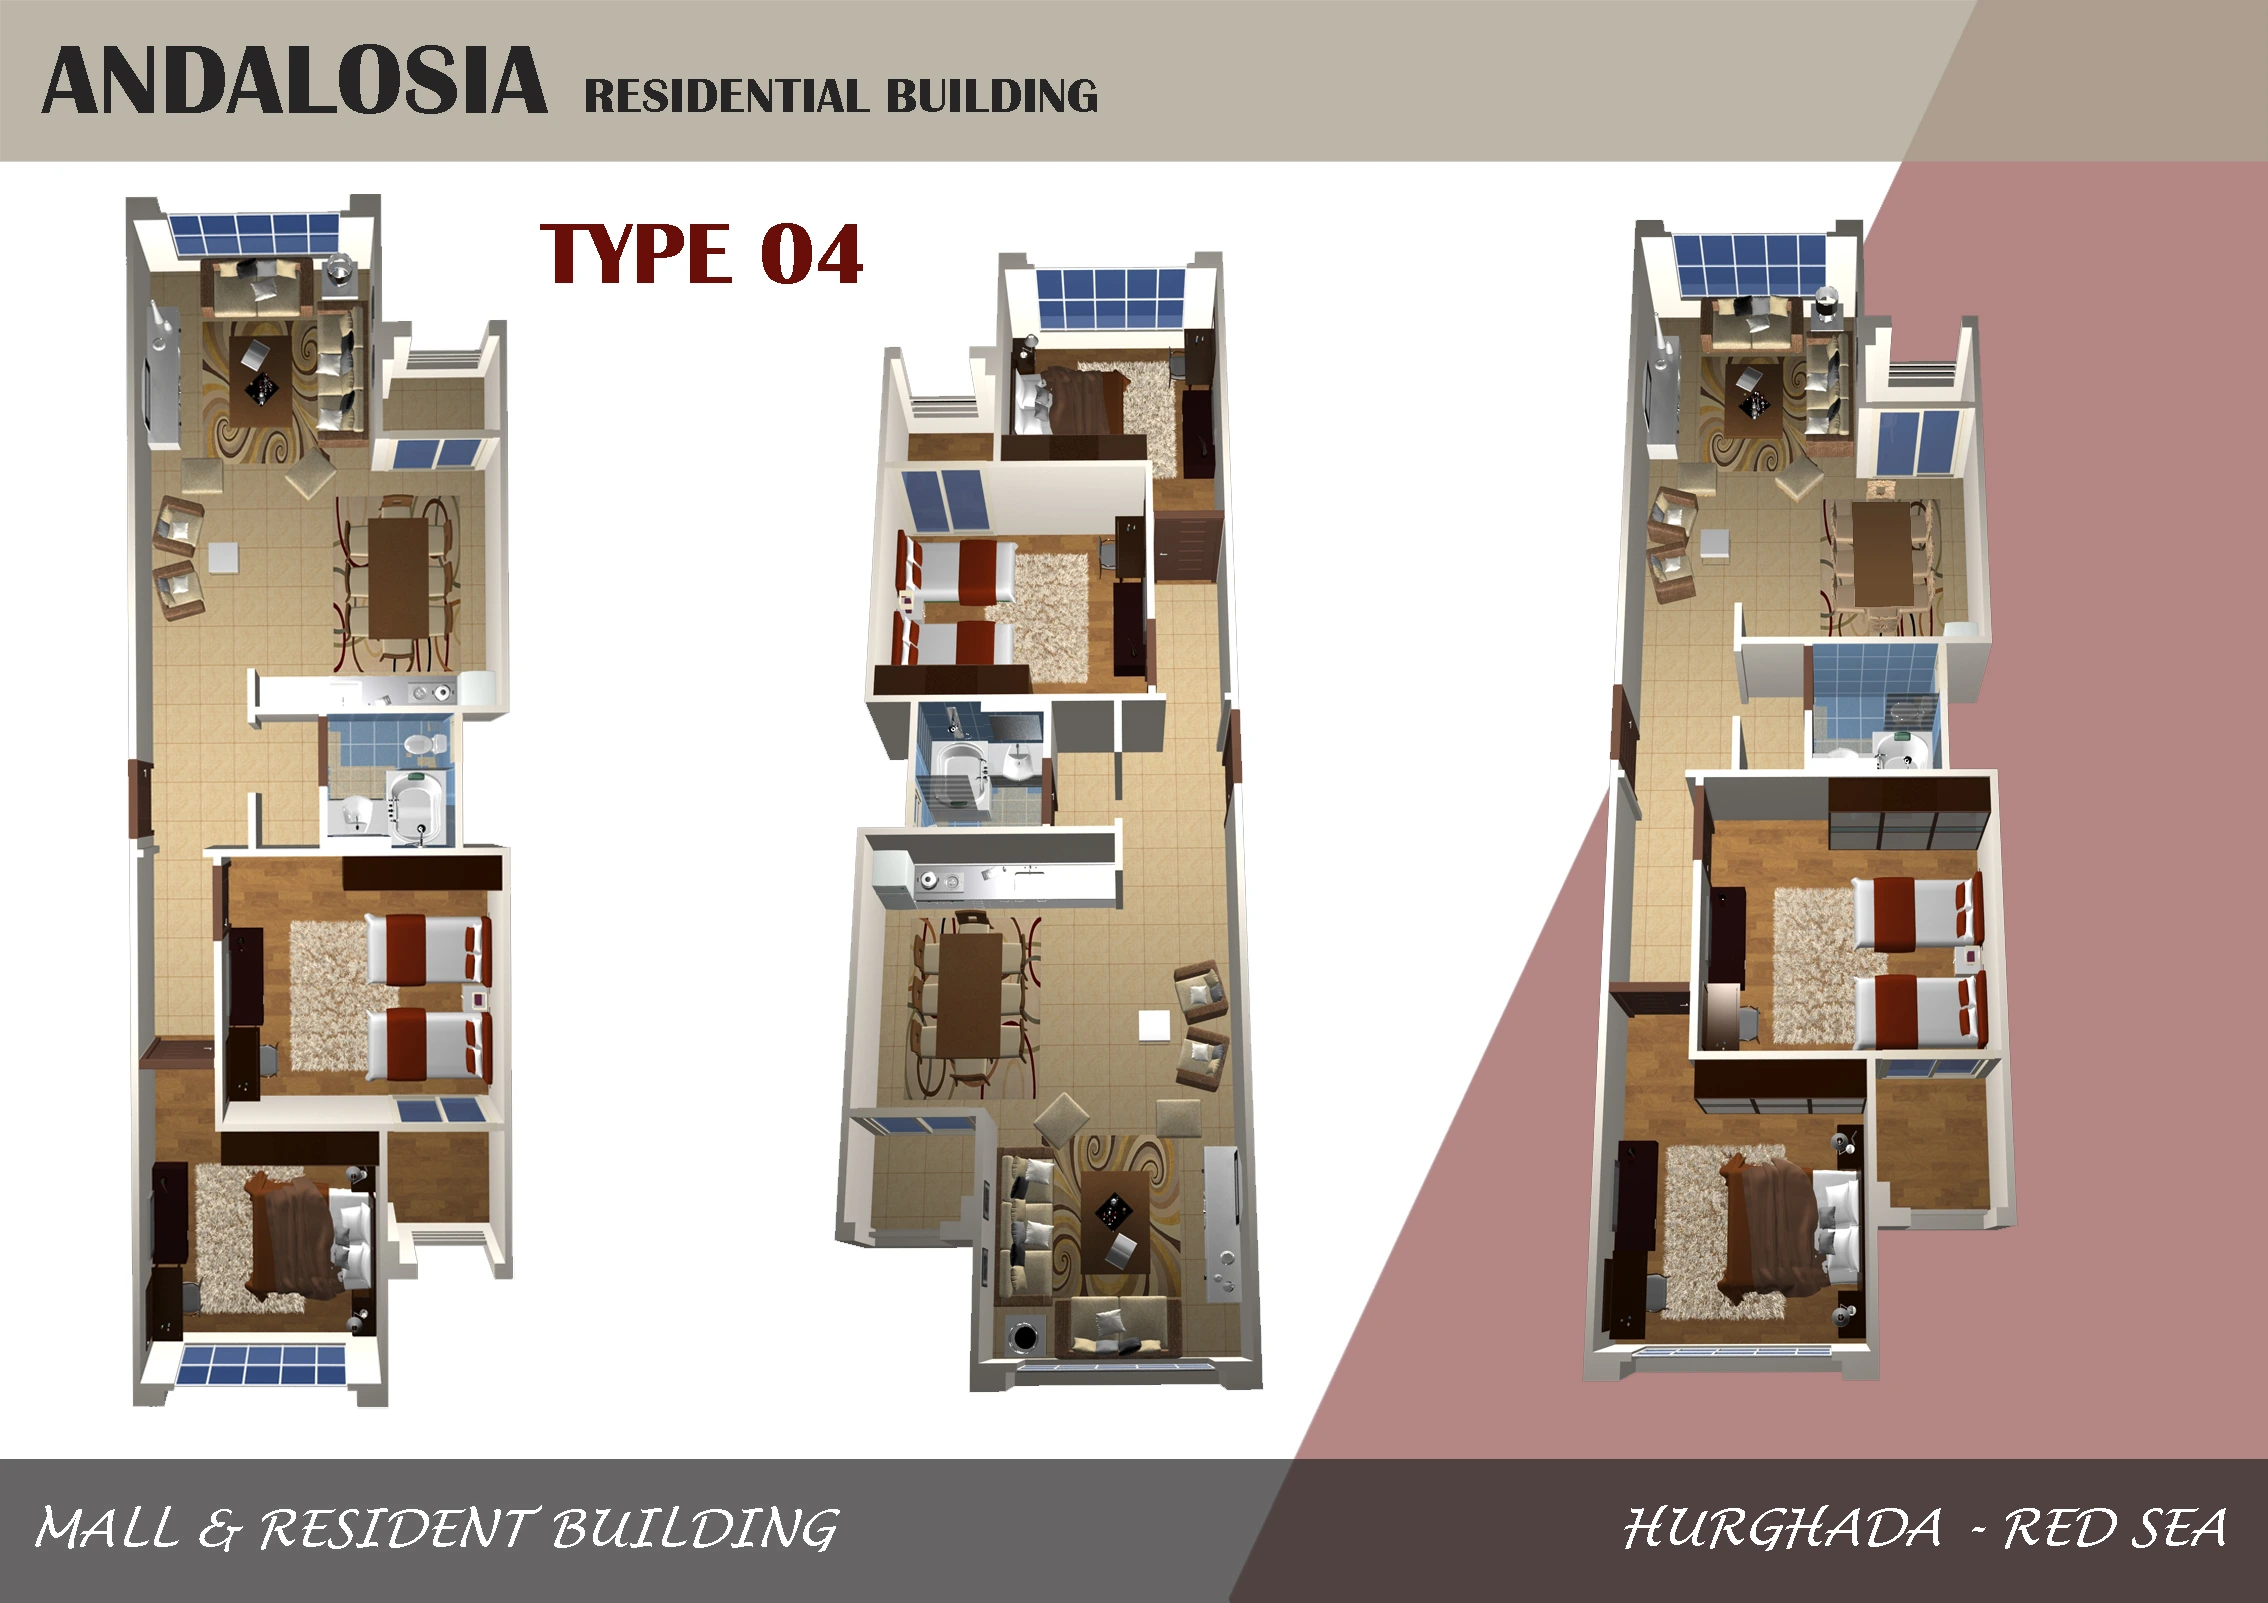 ANDALOSIA RESIDENTIAL BUILDING
TYPE 04
MALL & RESIDENT BUILDING
HURGHADA - RED SEA